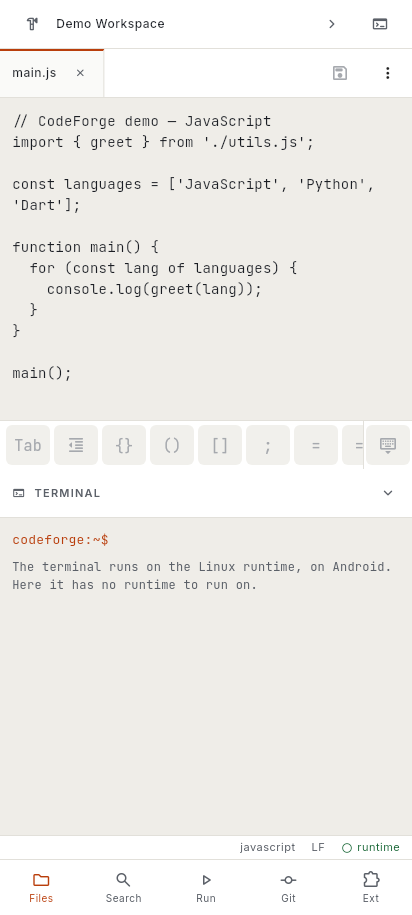 Demo Workspace
main.js
// CodeForge demo — JavaScript
import { greet } from './utils.js';
const languages = ['JavaScript', 'Python',
'Dart'];
function main() {
for (const lang of languages) {
console.log(greet(lang));
}
}
main();
Tab {} () [] ; = =
TERMINAL
codeforge:~$
The terminal runs on the Linux runtime, on Android.
Here it has no runtime to run on.
javascript LF runtime
Files Search Run Git Ext